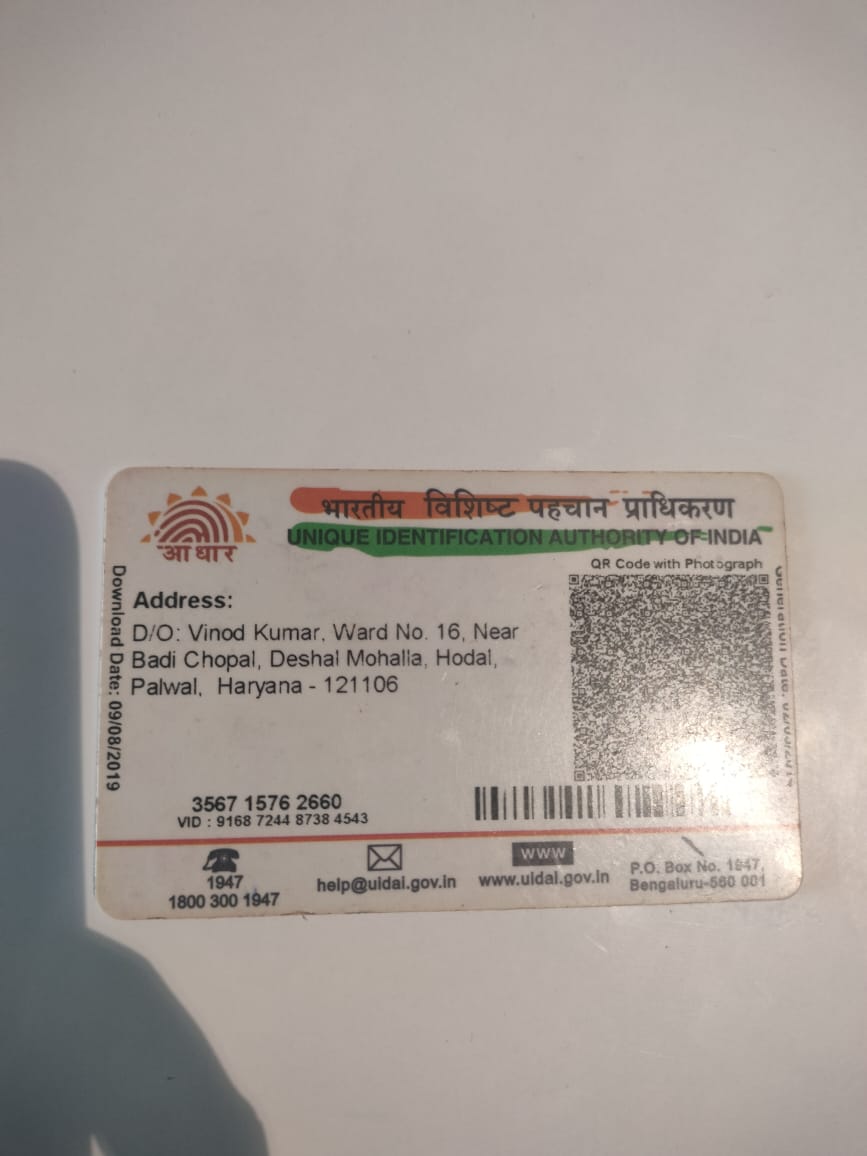 भारतीय विशिष्ट पहचान प्राधिकरण
UNIQUE IDENTIFICATION AUTHORITY OF INDIA
आधार
QR Code with Photograph
Download Date: 09/08/2019
Address:
D/O: Vinod Kumar, Ward No. 16, Near
Badi Chopal, Deshal Mohalla, Hodal,
Palwal, Haryana - 121106
3567 1576 2660
VID : 9168 7244 8738 4543
1947
1800 300 1947
help@uidai.gov.in
www
www.uidai.gov.in
P.O. Box No. 1947,
Bengaluru-560 001